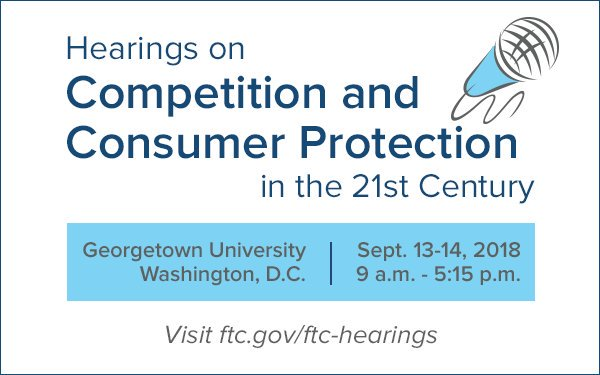 Hearings on
Competition and
Consumer Protection
in the 21st Century
Georgetown University
Washington, D.C.
Sept. 13-14, 2018
9 a.m. - 5:15 p.m.
Visit ftc.gov/ftc-hearings